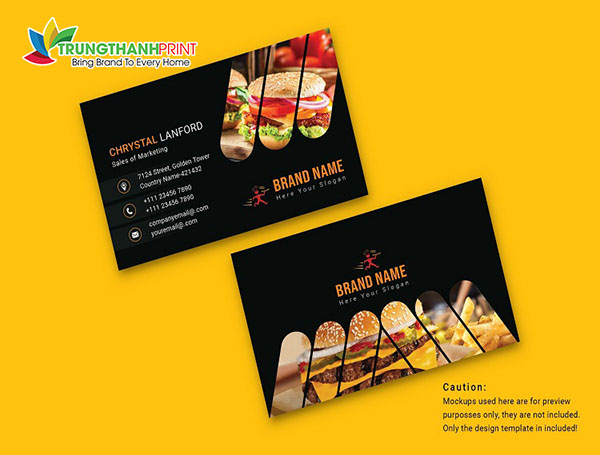 TRUNGTHANHPRINT
Bring Brand To Every Home
CHRYSTAL LANFORD
Sales of Marketing
7124 Street, Golden Tower
Country Name-421432
+111 23456 7890
+111 23456 7890
companyemail@.com
youremail@.com
BRAND NAME
Here Your Slogan
BRAND NAME
Here Your Slogan
Caution:
Mockups used here are for preview
purposses only, they are not included.
Only the design template in included!